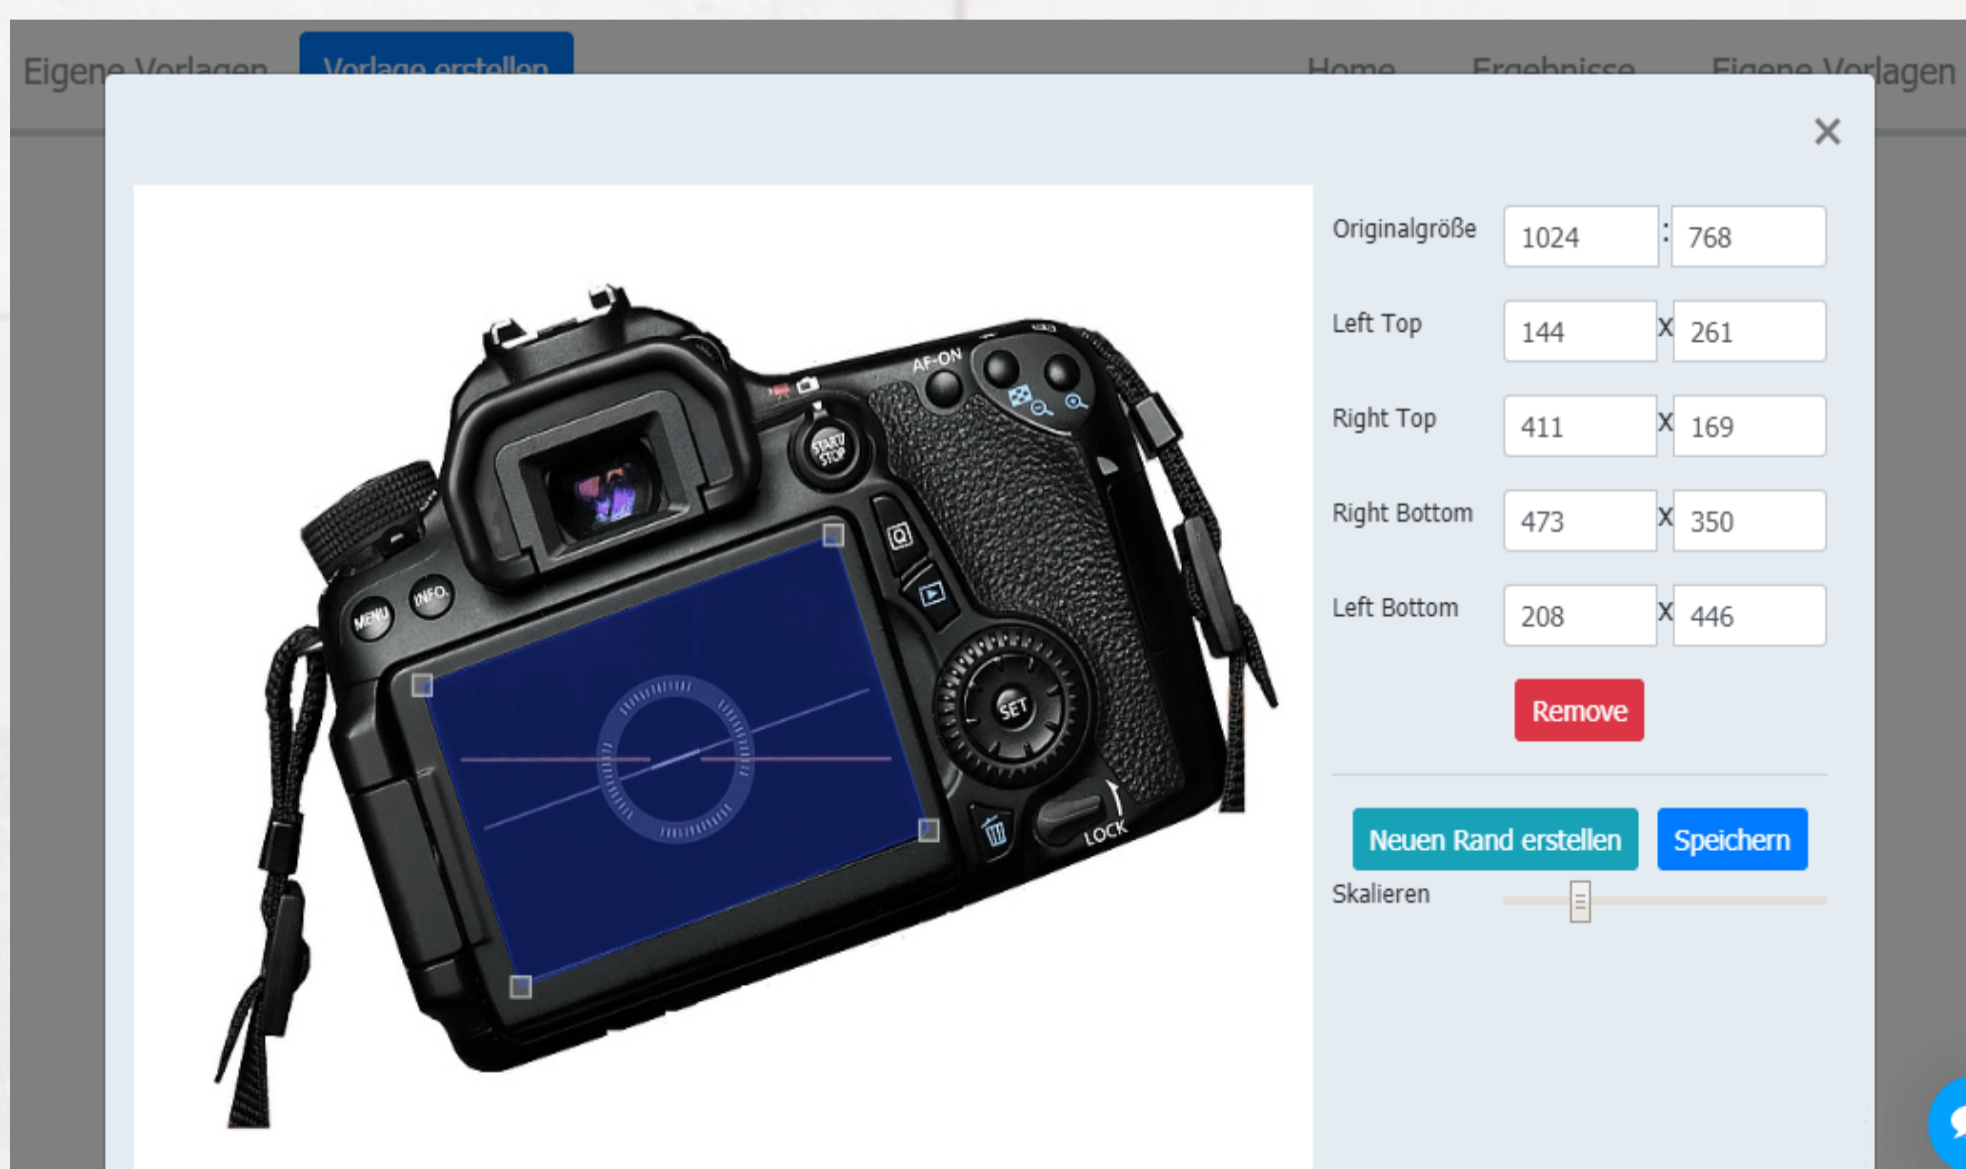 Eigene Vorlagen Vorlage erstellen Home Ergebnisse Eigene Vorlagen
×
Originalgröße 1024 : 768
Left Top 144 X 261
Right Top 411 X 169
Right Bottom 473 X 350
Left Bottom 208 X 446
Remove
Neuen Rand erstellen Speichern
Skalieren
AF-ON
START/
STOP
Q
MENU
INFO.
SET
LOCK